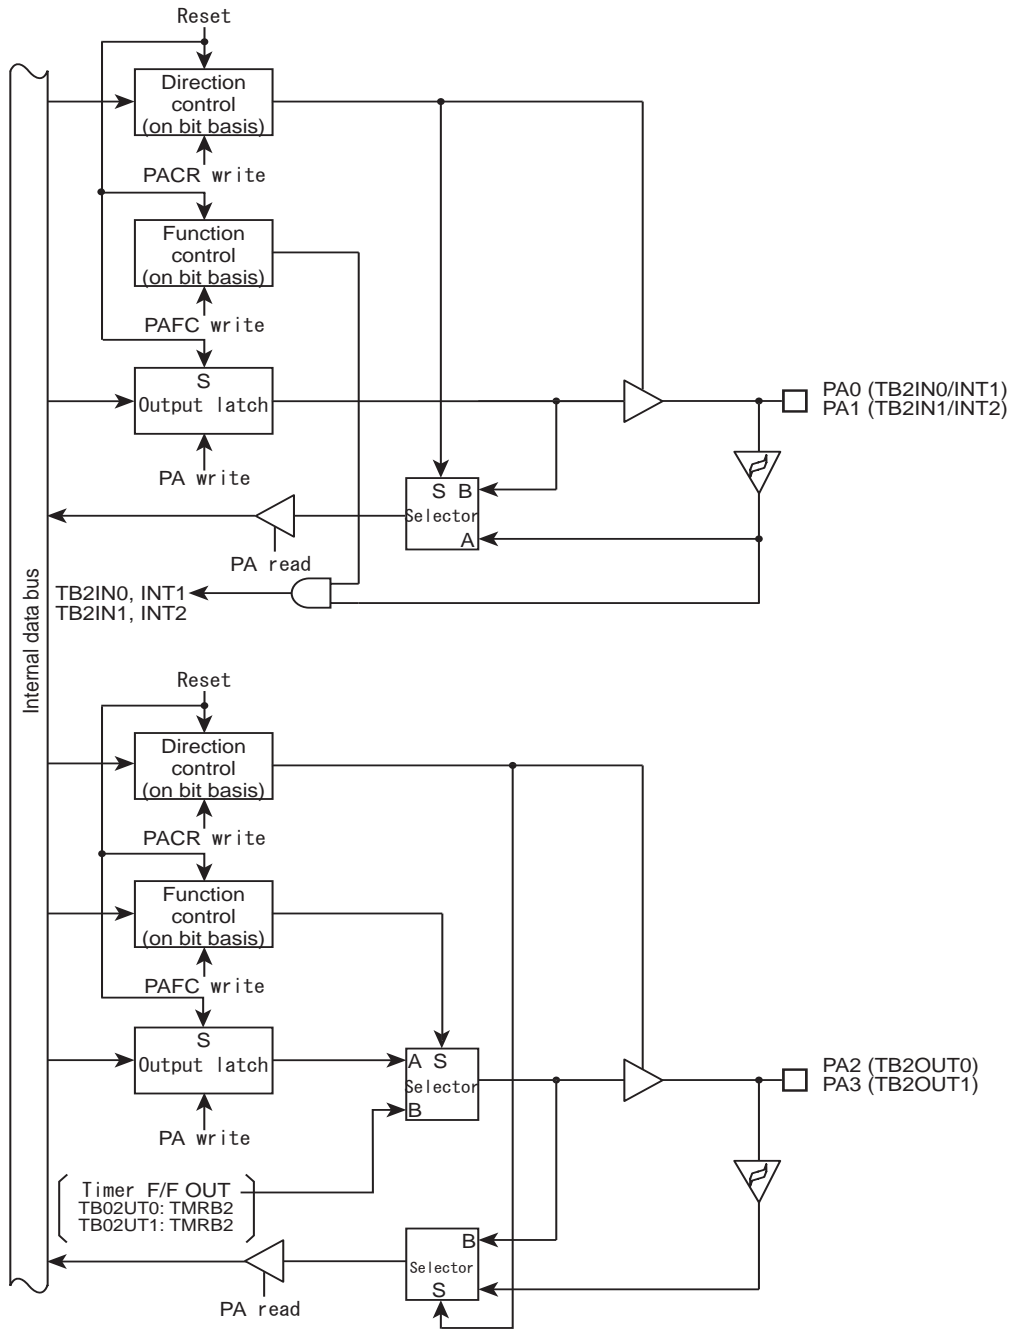 Reset
Direction
control
(on bit basis)
PACR write
Function
control
(on bit basis)
PAFC write
S
Output latch
PA write
PA0 (TB2IN0/INT1)
PA1 (TB2IN1/INT2)
S B
Selector
A
PA read
TB2IN0, INT1
TB2IN1, INT2
Internal data bus
Reset
Direction
control
(on bit basis)
PACR write
Function
control
(on bit basis)
PAFC write
S
Output latch
PA write
A S
Selector
B
PA2 (TB2OUT0)
PA3 (TB2OUT1)
Timer F/F OUT
TB02UT0: TMRB2
TB02UT1: TMRB2
B
Selector
S
PA read